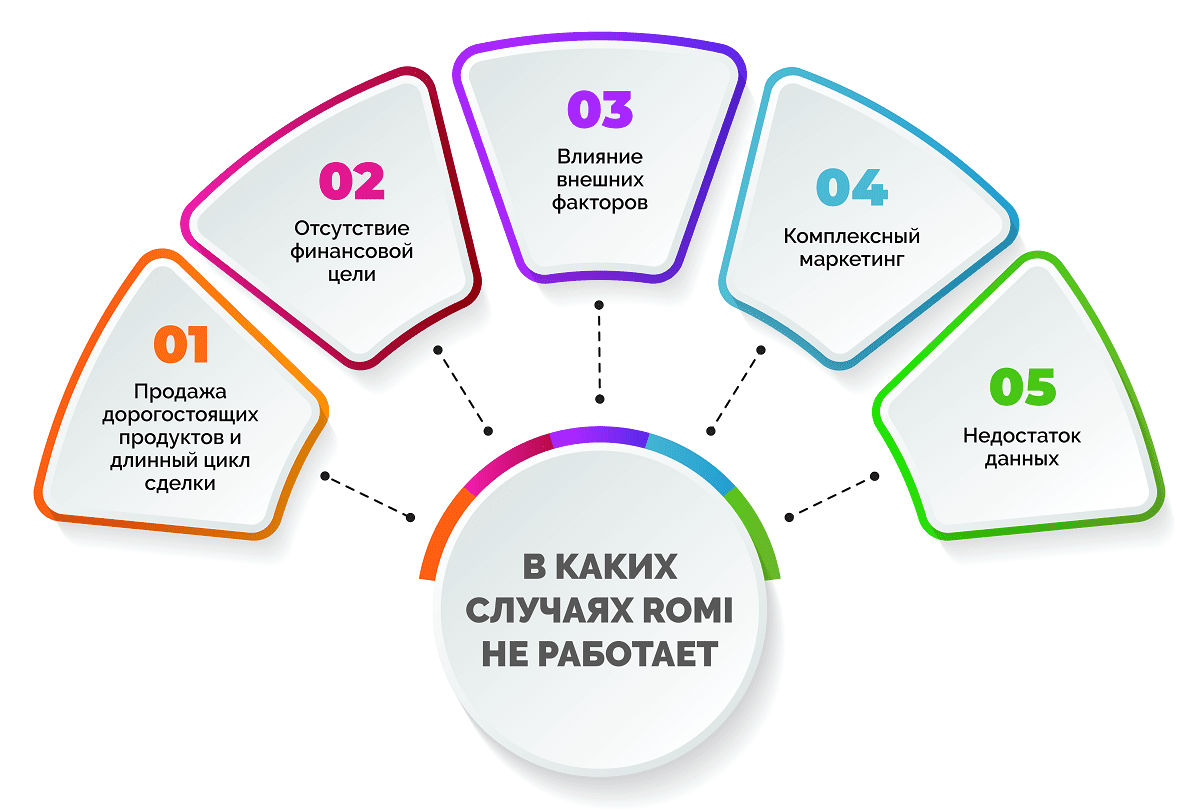 01
Продажа
дорогостоящих
продуктов и
длинный цикл
сделки
02
Отсутствие
финансовой
цели
03
Влияние
внешних
факторов
04
Комплексный
маркетинг
05
Недостаток
данных
В КАКИХ
СЛУЧАЯХ ROMI
НЕ РАБОТАЕТ